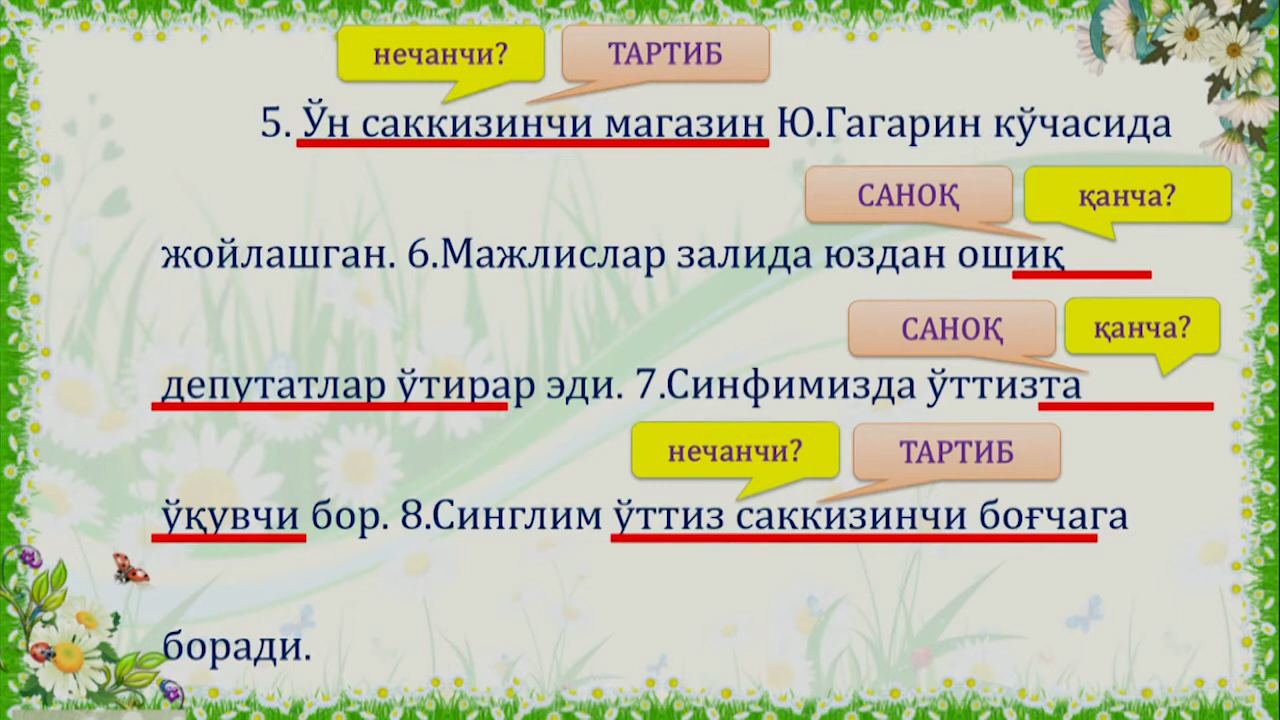 нечанчи? ТАРТИБ
5. Ўн саккизинчи магазин Ю.Гагарин кўчасида
САНОҚ қанча?
жойлашган. 6.Мажлислар залида юздан ошиқ
САНОҚ қанча?
депутатлар ўтирар эди. 7.Синфимизда ўттизта
нечанчи? ТАРТИБ
ўқувчи бор. 8.Синглим ўттиз саккизинчи боғчага
боради.